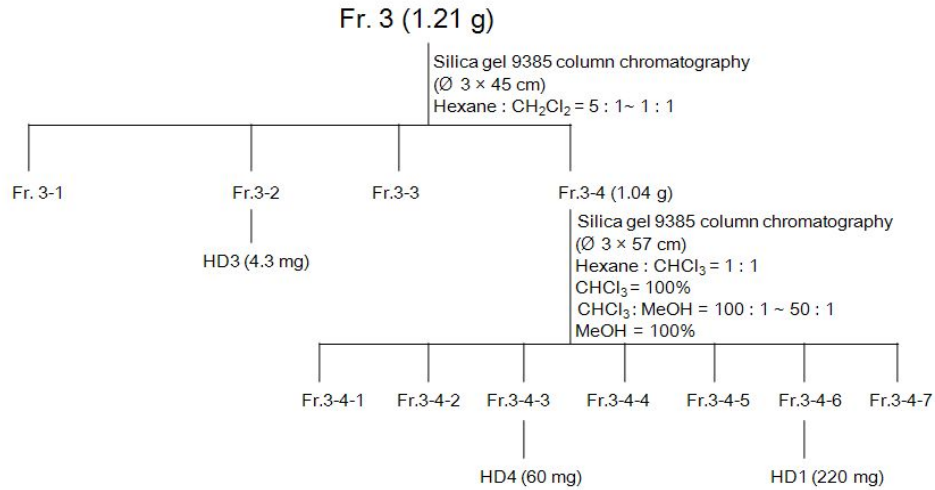 Fr. 3 (1.21 g)
Silica gel 9385 column chromatography
(Ø 3 × 45 cm)
Hexane : CH₂Cl₂ = 5 : 1~ 1 : 1
Fr. 3-1
Fr.3-2
Fr.3-3
Fr.3-4 (1.04 g)
HD3 (4.3 mg)
Silica gel 9385 column chromatography
(Ø 3 × 57 cm)
Hexane : CHCl₃ = 1 : 1
CHCl₃ = 100%
CHCl₃ : MeOH = 100 : 1 ~ 50 : 1
MeOH = 100%
Fr.3-4-1
Fr.3-4-2
Fr.3-4-3
Fr.3-4-4
Fr.3-4-5
Fr.3-4-6
Fr.3-4-7
HD4 (60 mg)
HD1 (220 mg)